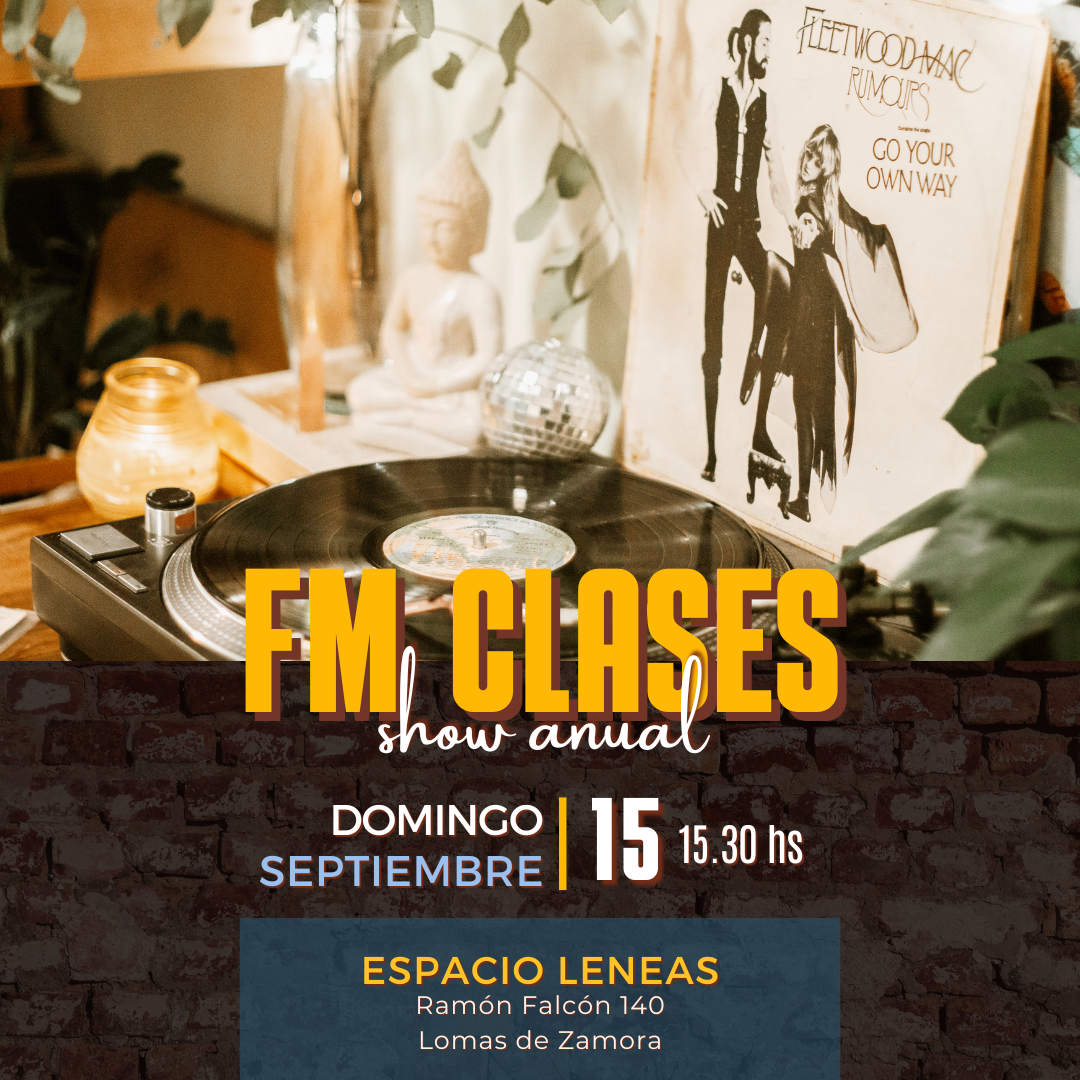 FLEETWOOD MAC
RUMOURS
GO YOUR
OWN WAY
FM CLASES
show anual
DOMINGO
SEPTIEMBRE
15
15.30 hs
ESPACIO LENEAS
Ramón Falcón 140
Lomas de Zamora